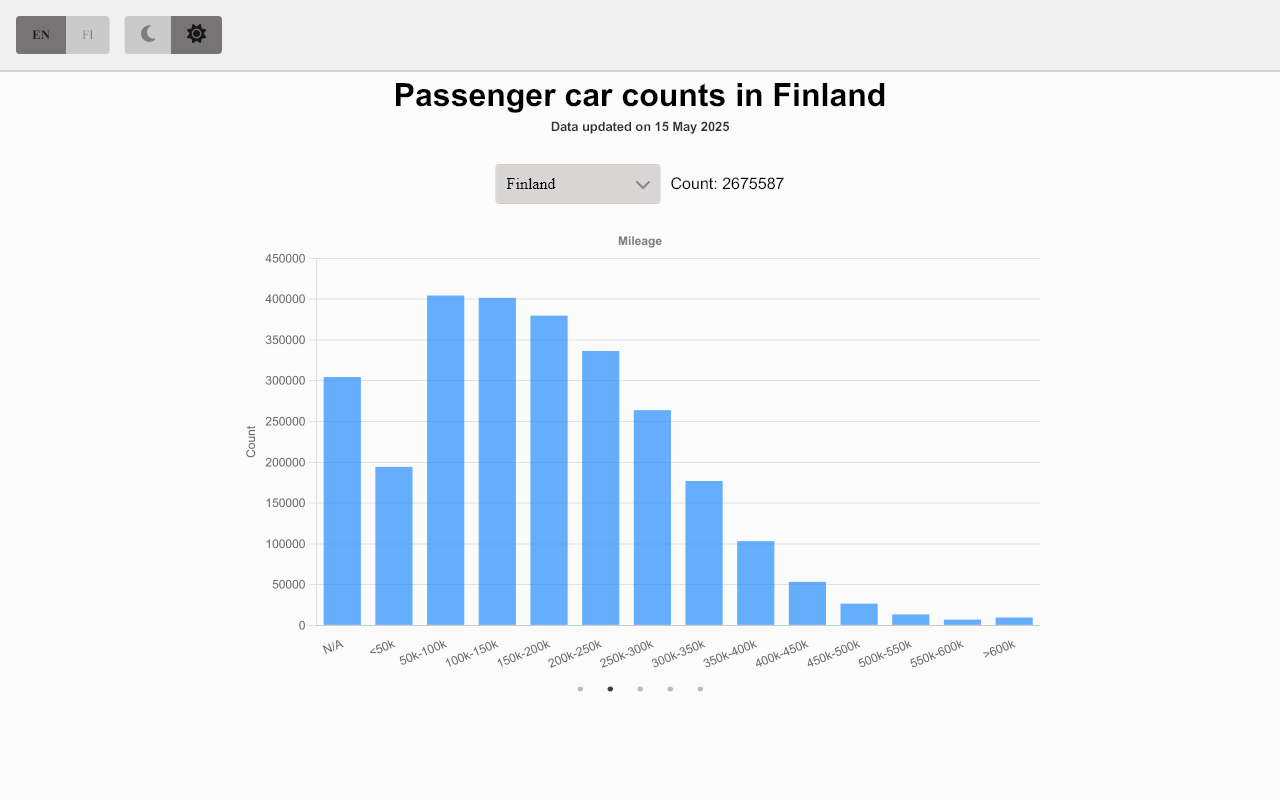 EN FI
Passenger car counts in Finland
Data updated on 15 May 2025
Finland Count: 2675587
Mileage
450000
400000
350000
300000
250000
200000
150000
100000
50000
0
Count
N/A <50k 50k-100k 100k-150k 150k-200k 200k-250k 250k-300k 300k-350k 350k-400k 400k-450k 450k-500k 500k-550k 550k-600k >600k